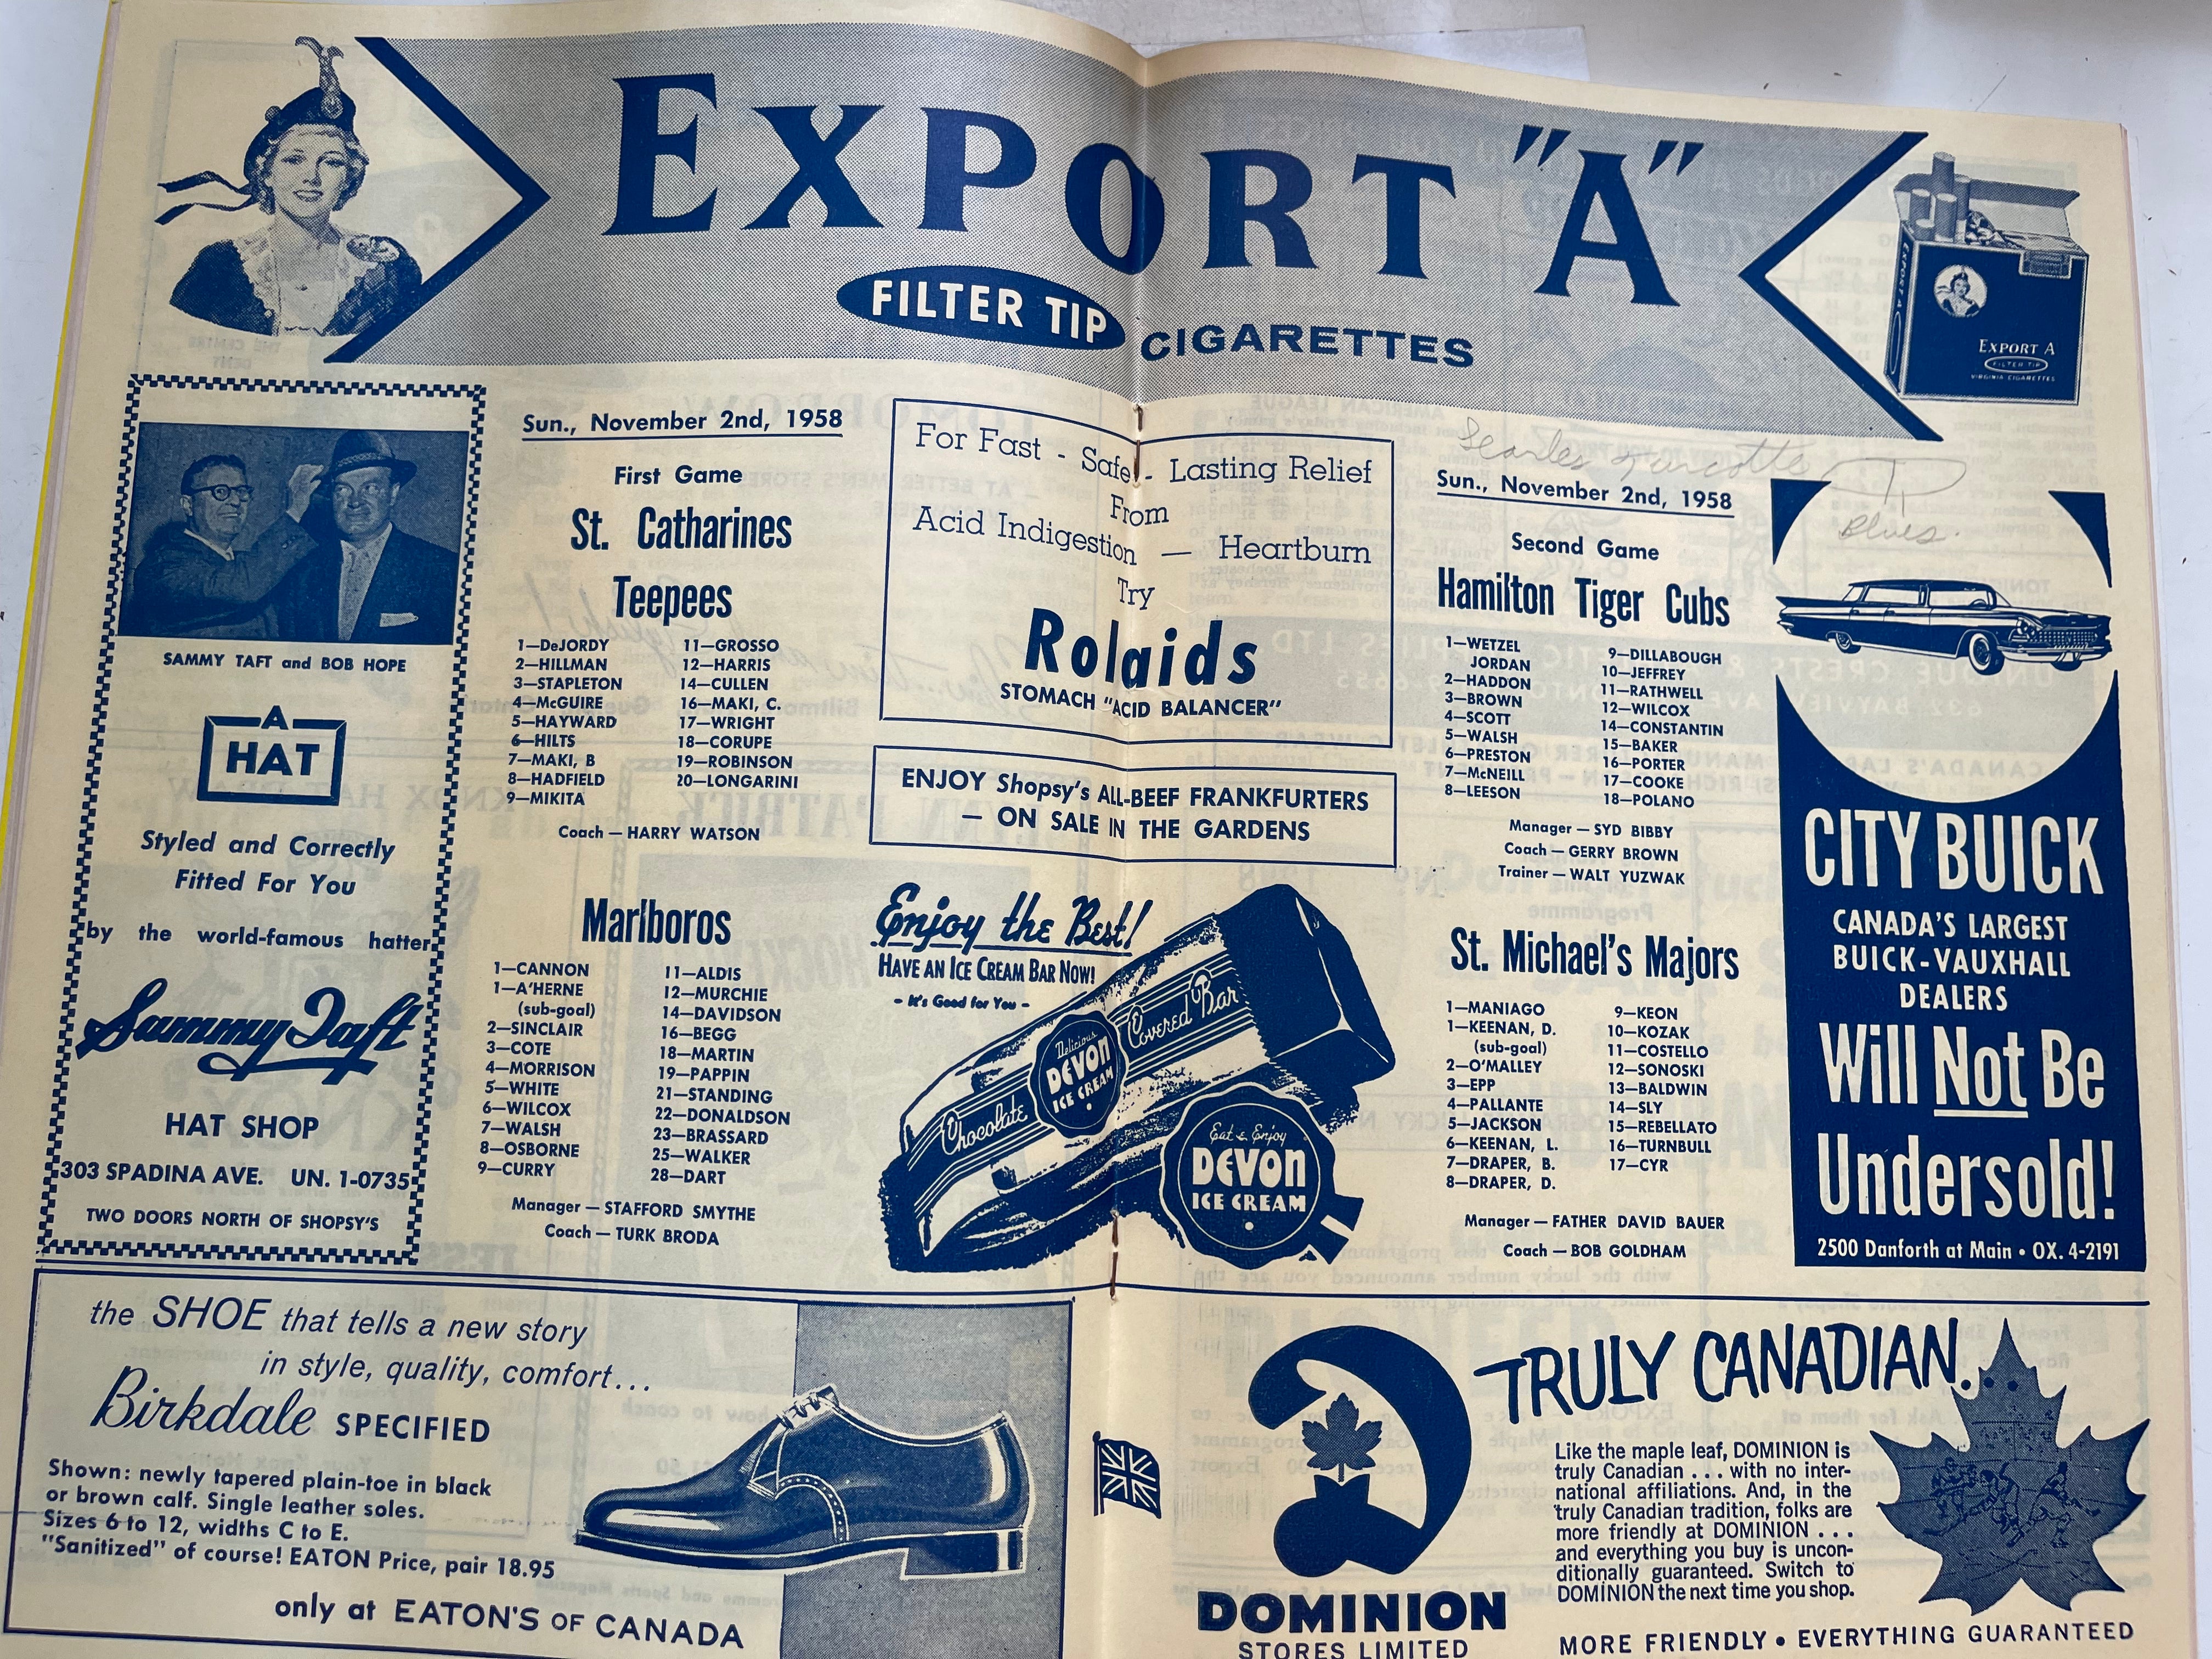 EXPORT "A"
FILTER TIP CIGARETTES
EXPORT A
EXPORT A
FILTER TIP
VIRGINIA CIGARETTES
SAMMY TAFT and BOB HOPE
A
HAT
Styled and Correctly
Fitted For You
by the world-famous hatter
Sammy Taft
HAT SHOP
303 SPADINA AVE. UN. 1-0735
TWO DOORS NORTH OF SHOPSY'S
Sun., November 2nd, 1958
First Game
St. Catharines
Teepees
1—DeJORDY
2—HILLMAN
3—STAPLETON
4—McGUIRE
5—HAYWARD
6—HILTS
7—MAKI, B
8—HADFIELD
9—MIKITA
11—GROSSO
12—HARRIS
14—CULLEN
16—MAKI, C.
17—WRIGHT
18—CORUPE
19—ROBINSON
20—LONGARINI
Coach — HARRY WATSON
Marlboros
1—CANNON
1—A'HERNE
(sub-goal)
2—SINCLAIR
3—COTE
4—MORRISON
5—WHITE
6—WILCOX
7—WALSH
8—OSBORNE
9—CURRY
11—ALDIS
12—MURCHIE
14—DAVIDSON
16—BEGG
18—MARTIN
19—PAPPIN
21—STANDING
22—DONALDSON
23—BRASSARD
25—WALKER
28—DART
Manager — STAFFORD SMYTHE
Coach — TURK BRODA
For Fast - Safe - Lasting Relief
From
Acid Indigestion — Heartburn
Try
Rolaids
STOMACH "ACID BALANCER"
ENJOY Shopsy's ALL-BEEF FRANKFURTERS
— ON SALE IN THE GARDENS
Enjoy the Best!
HAVE AN ICE CREAM BAR NOW!
- It's Good for You -
Chocolate
Delicious
DEVON
ICE CREAM
Covered Bar
Eat & Enjoy
DEVON
ICE CREAM
Searles Turcotte
Blues.
Sun., November 2nd, 1958
Second Game
Hamilton Tiger Cubs
1—WETZEL
JORDAN
2—HADDON
3—BROWN
4—SCOTT
5—WALSH
6—PRESTON
7—McNEILL
8—LEESON
9—DILLABOUGH
10—JEFFREY
11—RATHWELL
12—WILCOX
14—CONSTANTIN
15—BAKER
16—PORTER
17—COOKE
18—POLANO
Manager — SYD BIBBY
Coach — GERRY BROWN
Trainer — WALT YUZWAK
St. Michael's Majors
1—MANIAGO
1—KEENAN, D.
(sub-goal)
2—O'MALLEY
3—EPP
4—PALLANTE
5—JACKSON
6—KEENAN, L.
7—DRAPER, B.
8—DRAPER, D.
9—KEON
10—KOZAK
11—COSTELLO
12—SONOSKI
13—BALDWIN
14—SLY
15—REBELLATO
16—TURNBULL
17—CYR
Manager — FATHER DAVID BAUER
Coach — BOB GOLDHAM
CITY BUICK
CANADA'S LARGEST
BUICK-VAUXHALL
DEALERS
Will Not Be
Undersold!
2500 Danforth at Main • OX. 4-2191
the SHOE that tells a new story
in style, quality, comfort...
Birkdale SPECIFIED
Shown: newly tapered plain-toe in black
or brown calf. Single leather soles.
Sizes 6 to 12, widths C to E.
"Sanitized" of course! EATON Price, pair 18.95
only at EATON'S OF CANADA
DOMINION
STORES LIMITED
TRULY CANADIAN.
Like the maple leaf, DOMINION is
truly Canadian . . . with no inter-
national affiliations. And, in the
truly Canadian tradition, folks are
more friendly at DOMINION . . .
and everything you buy is uncon-
ditionally guaranteed. Switch to
DOMINION the next time you shop.
MORE FRIENDLY • EVERYTHING GUARANTEED